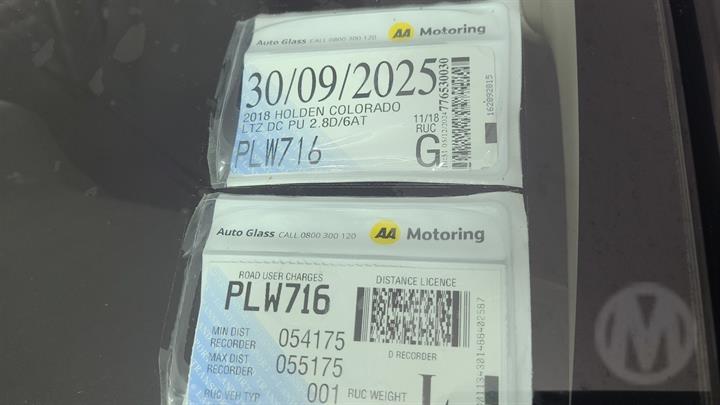 Auto Glass CALL 0800 300 120 AA Motoring
30/09/2025
2018 HOLDEN COLORADO
LTZ DC PU 2.8D/6AT
11/18
RUC
PLW716
G
776530030
162892815
Auto Glass CALL 0800 300 120 AA Motoring
ROAD USER CHARGES
DISTANCE LICENCE
PLW716
MIN DIST
RECORDER
054175
D RECORDER
MAX DIST
RECORDER
055175
RUC VEH TYP
001
RUC WEIGHT
M